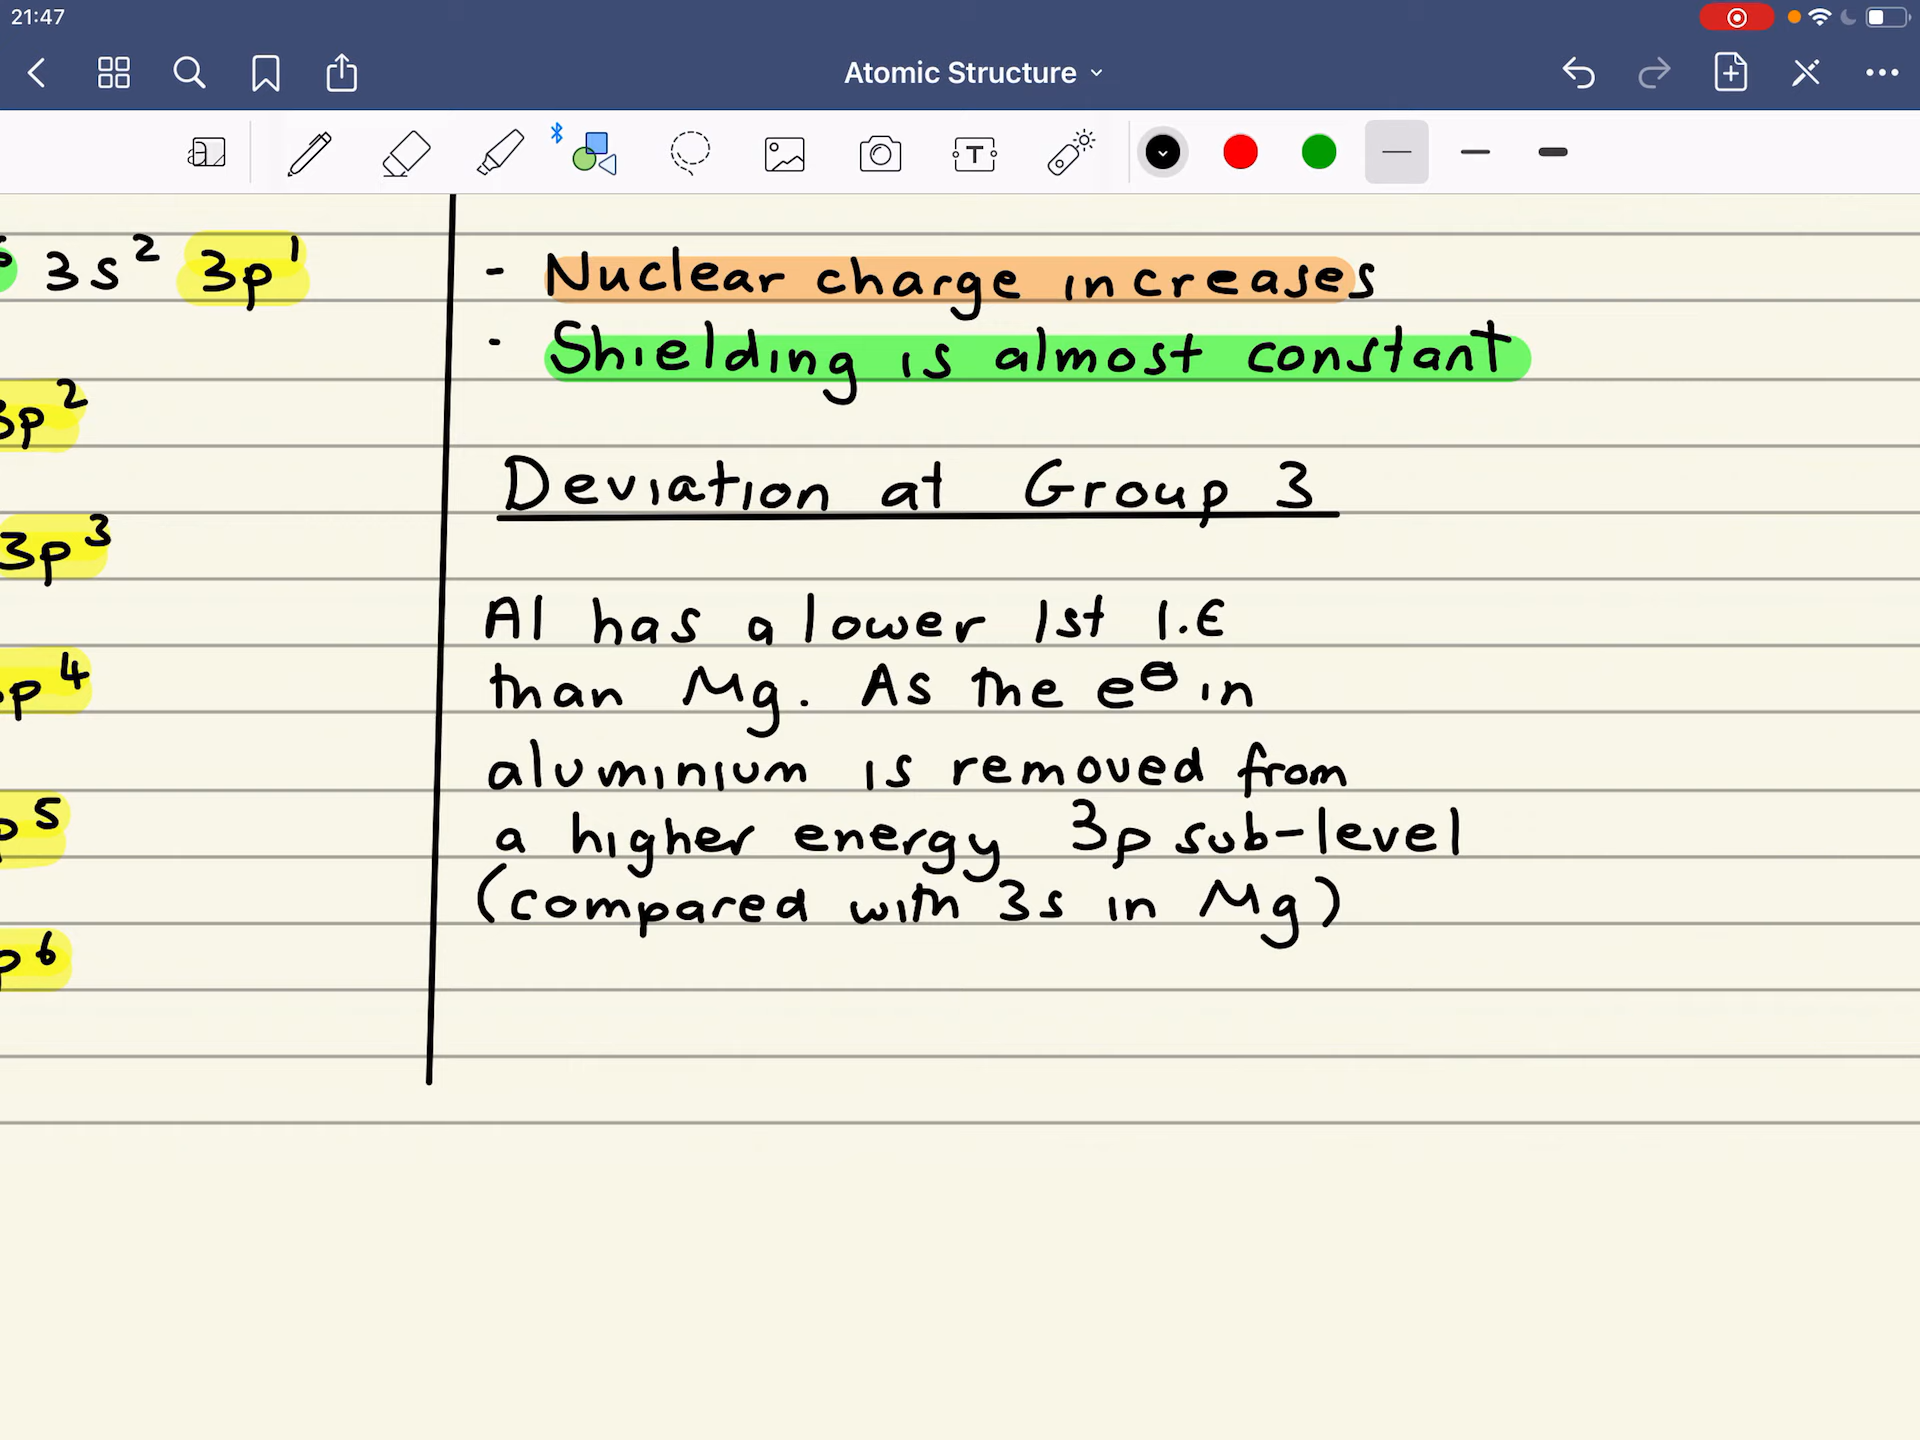 21:47
Atomic Structure
3s² 3p¹
3p²
3p³
p⁴
p⁵
p⁶
- Nuclear charge increases
- Shielding is almost constant
Deviation at Group 3
Al has a lower 1st I.E
than Mg. As the e⊖ in
aluminium is removed from
a higher energy 3p sub-level
(compared with 3s in Mg)